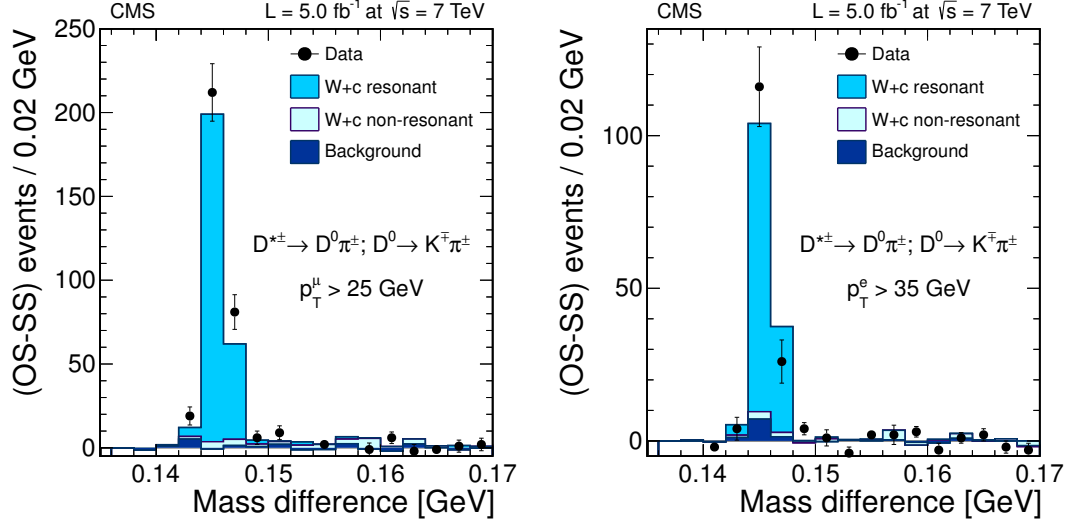 CMS L = 5.0 fb⁻¹ at √s = 7 TeV
(OS-SS) events / 0.02 GeV
250
200
150
100
50
0
Data
W+c resonant
W+c non-resonant
Background
D*± → D⁰π±; D⁰ → K∓π±
p_T^μ > 25 GeV
0.14 0.15 0.16 0.17
Mass difference [GeV]
CMS L = 5.0 fb⁻¹ at √s = 7 TeV
(OS-SS) events / 0.02 GeV
100
50
0
Data
W+c resonant
W+c non-resonant
Background
D*± → D⁰π±; D⁰ → K∓π±
p_T^e > 35 GeV
0.14 0.15 0.16 0.17
Mass difference [GeV]